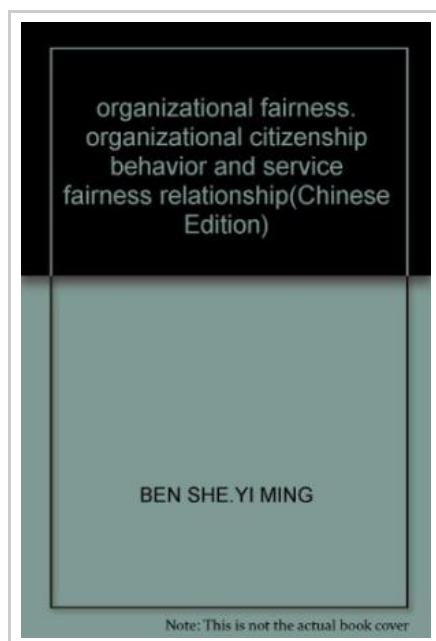 organizational fairness.
organizational citizenship
behavior and service
fairness relationship(Chinese
Edition)
BEN SHE.YI MING
Note: This is not the actual book cover